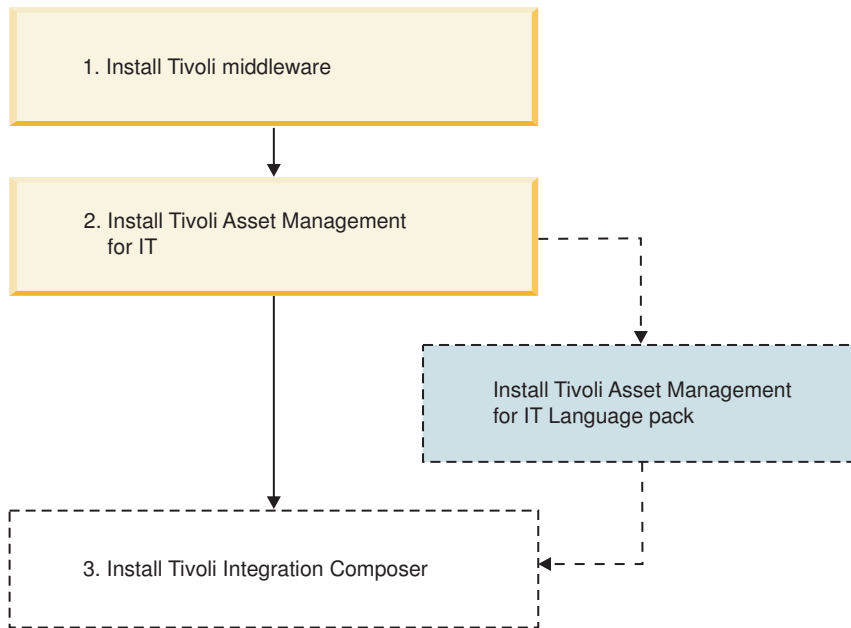 1. Install Tivoli middleware
2. Install Tivoli Asset Management
for IT
Install Tivoli Asset Management
for IT Language pack
3. Install Tivoli Integration Composer